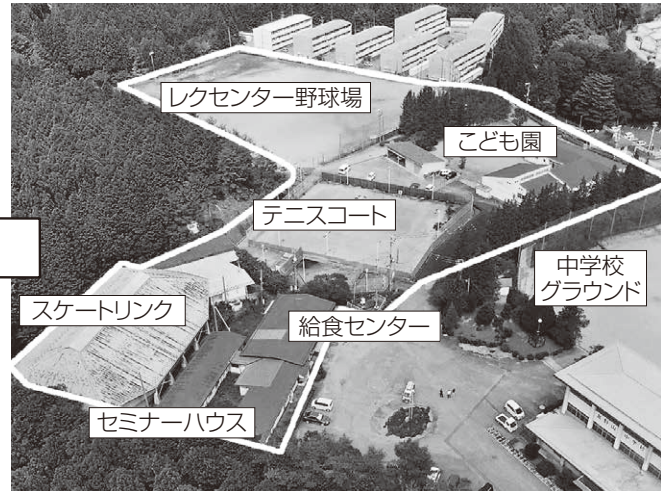 レクセンター野球場
こども園
テニスコート
中学校
グラウンド
スケートリンク
給食センター
セミナーハウス